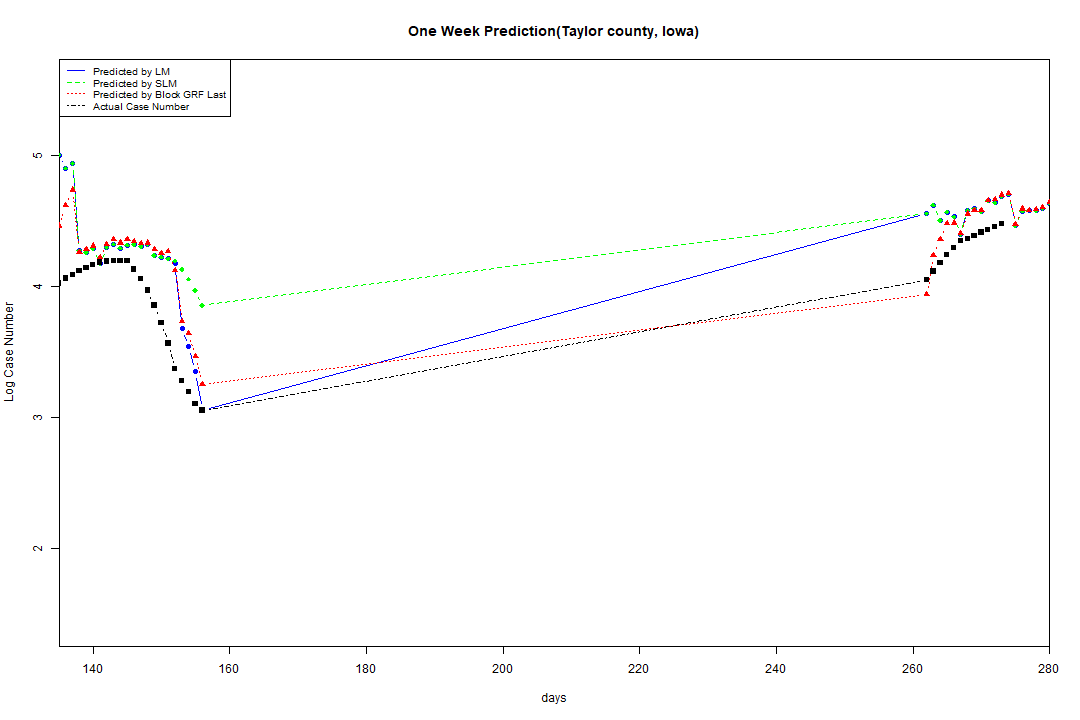 One Week Prediction(Taylor county, Iowa)
Predicted by LM
Predicted by SLM
Predicted by Block GRF Last
Actual Case Number
5
4
3
2
Log Case Number
140 160 180 200 220 240 260 280
days